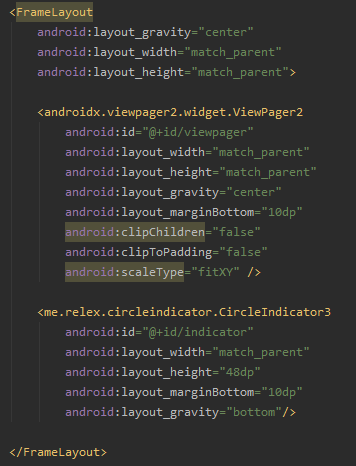 <FrameLayout
android:layout_gravity="center"
android:layout_width="match_parent"
android:layout_height="match_parent">
<androidx.viewpager2.widget.ViewPager2
android:id="@+id/viewpager"
android:layout_width="match_parent"
android:layout_height="match_parent"
android:layout_gravity="center"
android:layout_marginBottom="10dp"
android:clipChildren="false"
android:clipToPadding="false"
android:scaleType="fitXY" />
<me.relex.circleindicator.CircleIndicator3
android:id="@+id/indicator"
android:layout_width="match_parent"
android:layout_height="48dp"
android:layout_marginBottom="10dp"
android:layout_gravity="bottom"/>
</FrameLayout>